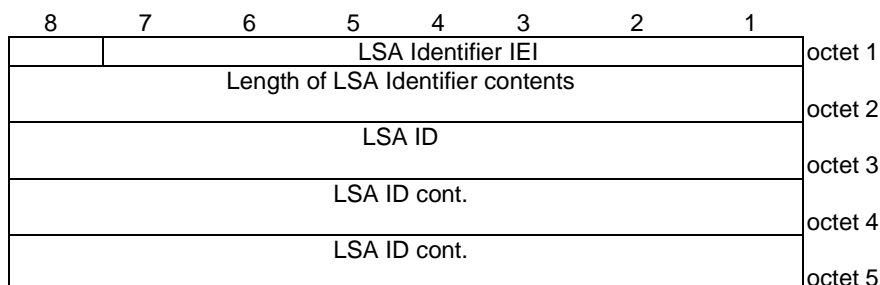 8 7 6 5 4 3 2 1
LSA Identifier IEI octet 1
Length of LSA Identifier contents
octet 2
LSA ID
octet 3
LSA ID cont.
octet 4
LSA ID cont.
octet 5